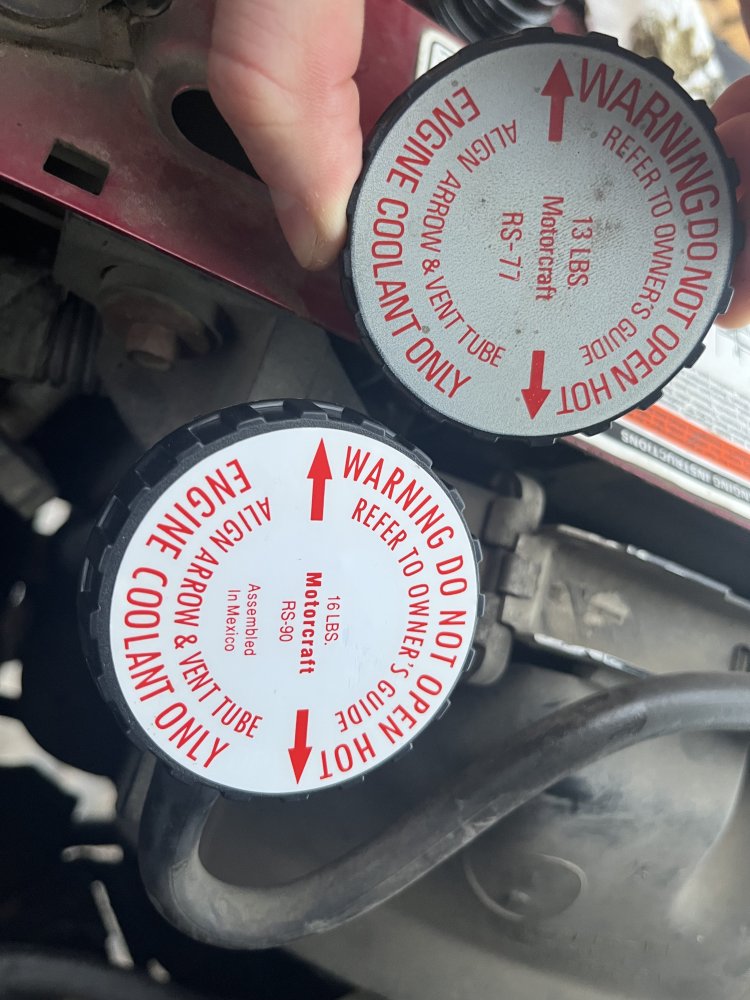 WARNING DO NOT OPEN HOT
REFER TO OWNER'S GUIDE
13 LBS.
Motorcraft
RS-77
ALIGN ARROW & VENT TUBE
ENGINE COOLANT ONLY
WARNING DO NOT OPEN HOT
REFER TO OWNER'S GUIDE
16 LBS.
Motorcraft
RS-90
Assembled
In Mexico
ALIGN ARROW & VENT TUBE
ENGINE COOLANT ONLY
INSTRUCTIONS